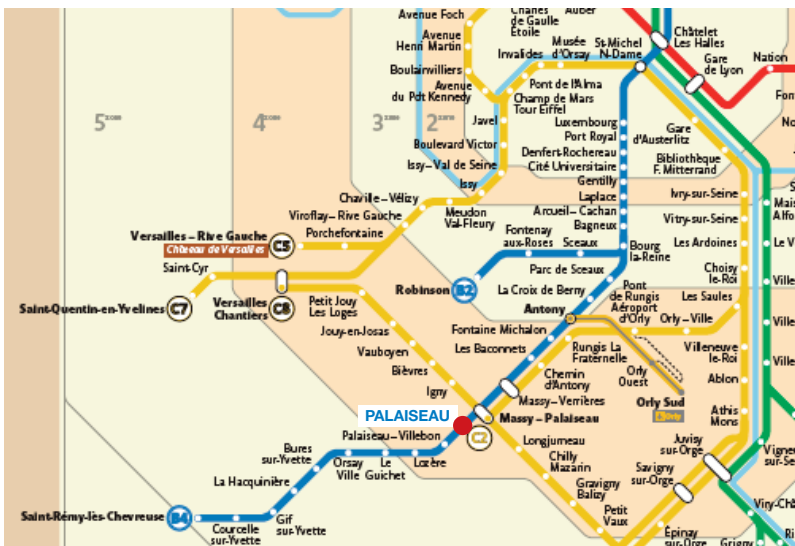 Avenue Foch
Charles
de Gaulle
Étoile
Auber
Châtelet
Les Halles
Avenue
Henri Martin
Musée
d'Orsay
St-Michel
N-Dame
Invalides
Gare
de Lyon
Nation
Boulainvilliers
Avenue
du Pdt Kennedy
Pont de l'Alma
Champ de Mars
Tour Eiffel
5 zone
4 zone
3 zone
2 zone
Javel
Luxembourg
Port Royal
Gare
d'Austerlitz
Boulevard Victor
Denfert-Rochereau
Cité Universitaire
Bibliothèque
F. Mitterrand
Issy-Val de Seine
Gentilly
Issy
Laplace
Ivry-sur-Seine
Chaville-Vélizy
Viroflay-Rive Gauche
Meudon
Val-Fleury
Arcueil-Cachan
Bagneux
Vitry-sur-Seine
Versailles - Rive Gauche
Château de Versailles
C5
Porchefontaine
Fontenay
aux-Roses
Sceaux
Bourg
la-Reine
Les Ardoines
Saint-Cyr
Parc de Sceaux
Choisy
le-Roi
Robinson
B2
La Croix de Berny
Saint-Quentin-en-Yvelines
C7
Versailles
Chantiers
C8
Petit Jouy
Les Loges
Antony
Pont
de Rungis
Aéroport
d'Orly
Les Saules
Orly-Ville
Jouy-en-Josas
Fontaine Michalon
Vauboyen
Les Baconnets
Rungis La
Fraternelle
Villeneuve
le-Roi
Bièvres
Chemin
d'Antony
Orly
Ouest
Ablon
Igny
Massy-Verrières
Orly Sud
Orly
PALAISEAU
Massy-Palaiseau
Athis
Mons
C2
Palaiseau-Villebon
Longjumeau
Juvisy
sur-Orge
Bures
sur-Yvette
Orsay
Ville
Le
Guichet
Lozère
Chilly
Mazarin
Savigny
sur-Orge
La Hacquinière
Gravigny
Balizy
Saint-Rémy-lès-Chevreuse
B4
Courcelle
sur-Yvette
Gif
sur-Yvette
Petit
Vaux
Épinay
sur-Orge
Grigny